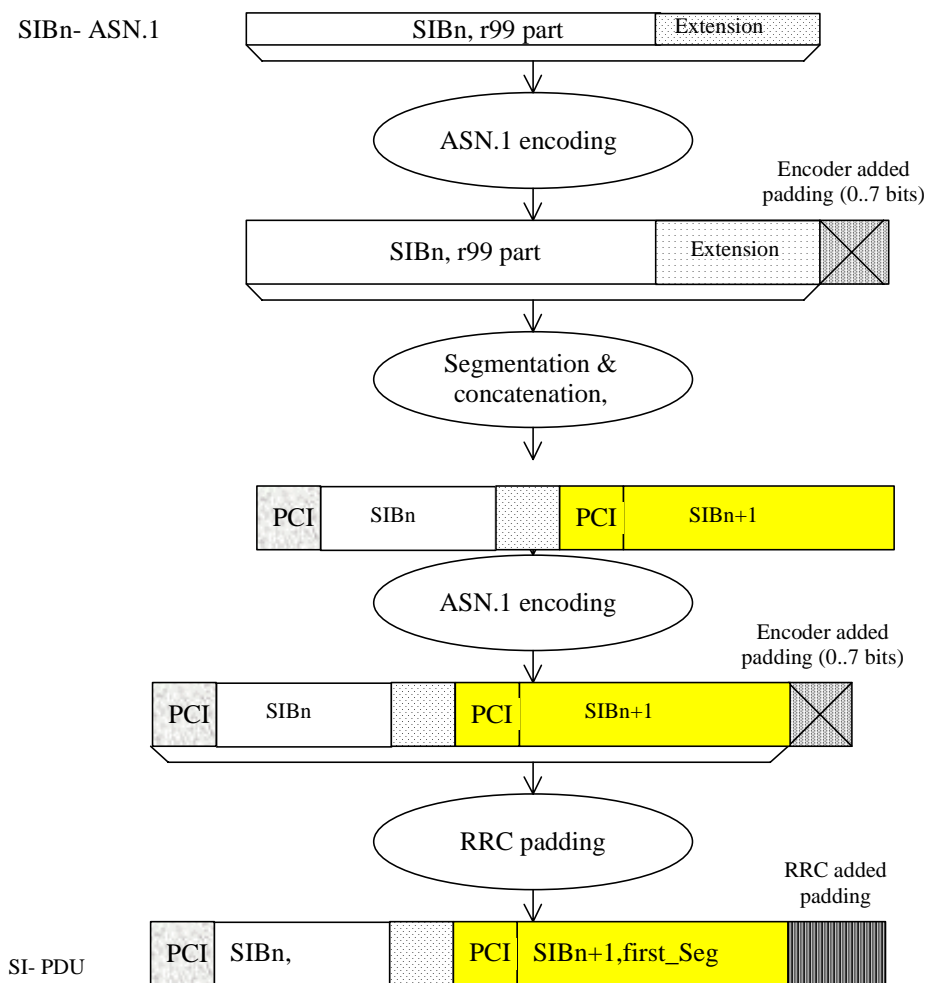 SIBn- ASN.1
SIBn, r99 part
Extension
ASN.1 encoding
Encoder added
padding (0..7 bits)
SIBn, r99 part
Extension
Segmentation &
concatenation,
PCI
SIBn
PCI
SIBn+1
ASN.1 encoding
Encoder added
padding (0..7 bits)
PCI
SIBn
PCI
SIBn+1
RRC padding
RRC added
padding
SI- PDU
PCI
SIBn,
PCI
SIBn+1,first_Seg